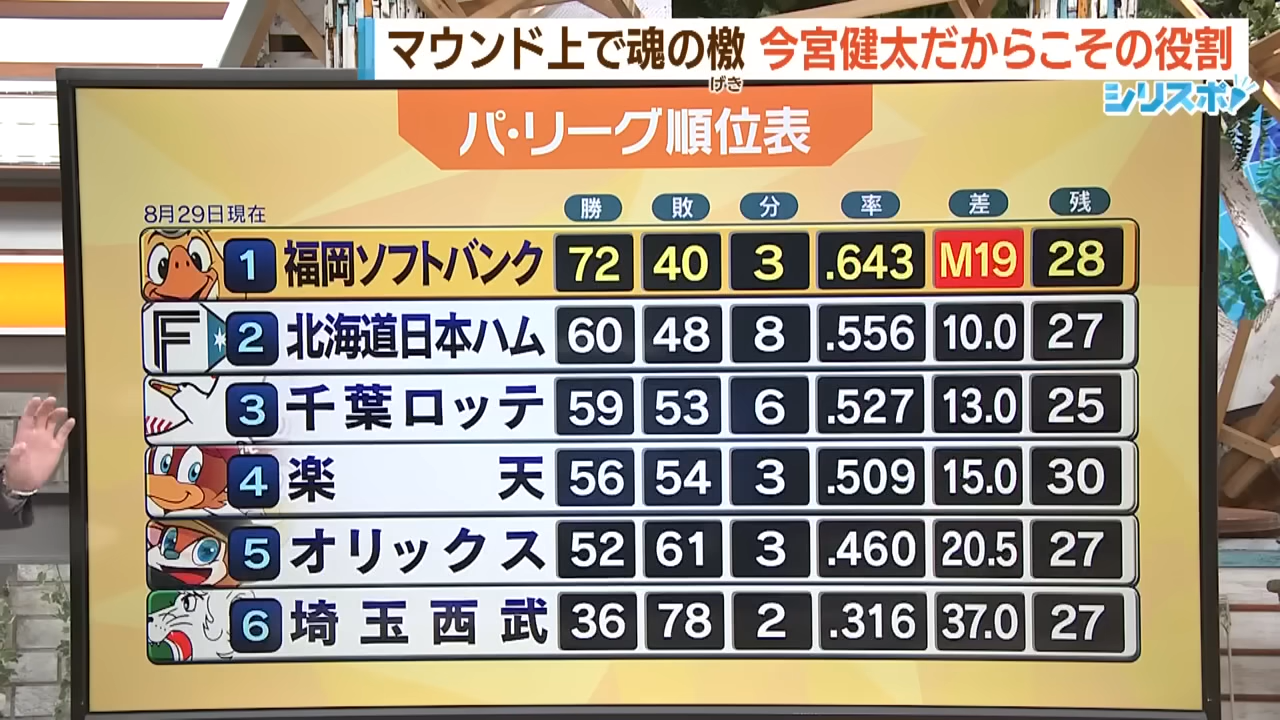 マウンド上で魂の檄 今宮健太だからこその役割
げき
シリスポ!
パ・リーグ順位表
8月29日現在 勝 敗 分 率 差 残
1 福岡ソフトバンク 72 40 3 .643 M19 28
F 2 北海道日本ハム 60 48 8 .556 10.0 27
3 千葉ロッテ 59 53 6 .527 13.0 25
4 楽天 56 54 3 .509 15.0 30
5 オリックス 52 61 3 .460 20.5 27
6 埼玉西武 36 78 2 .316 37.0 27